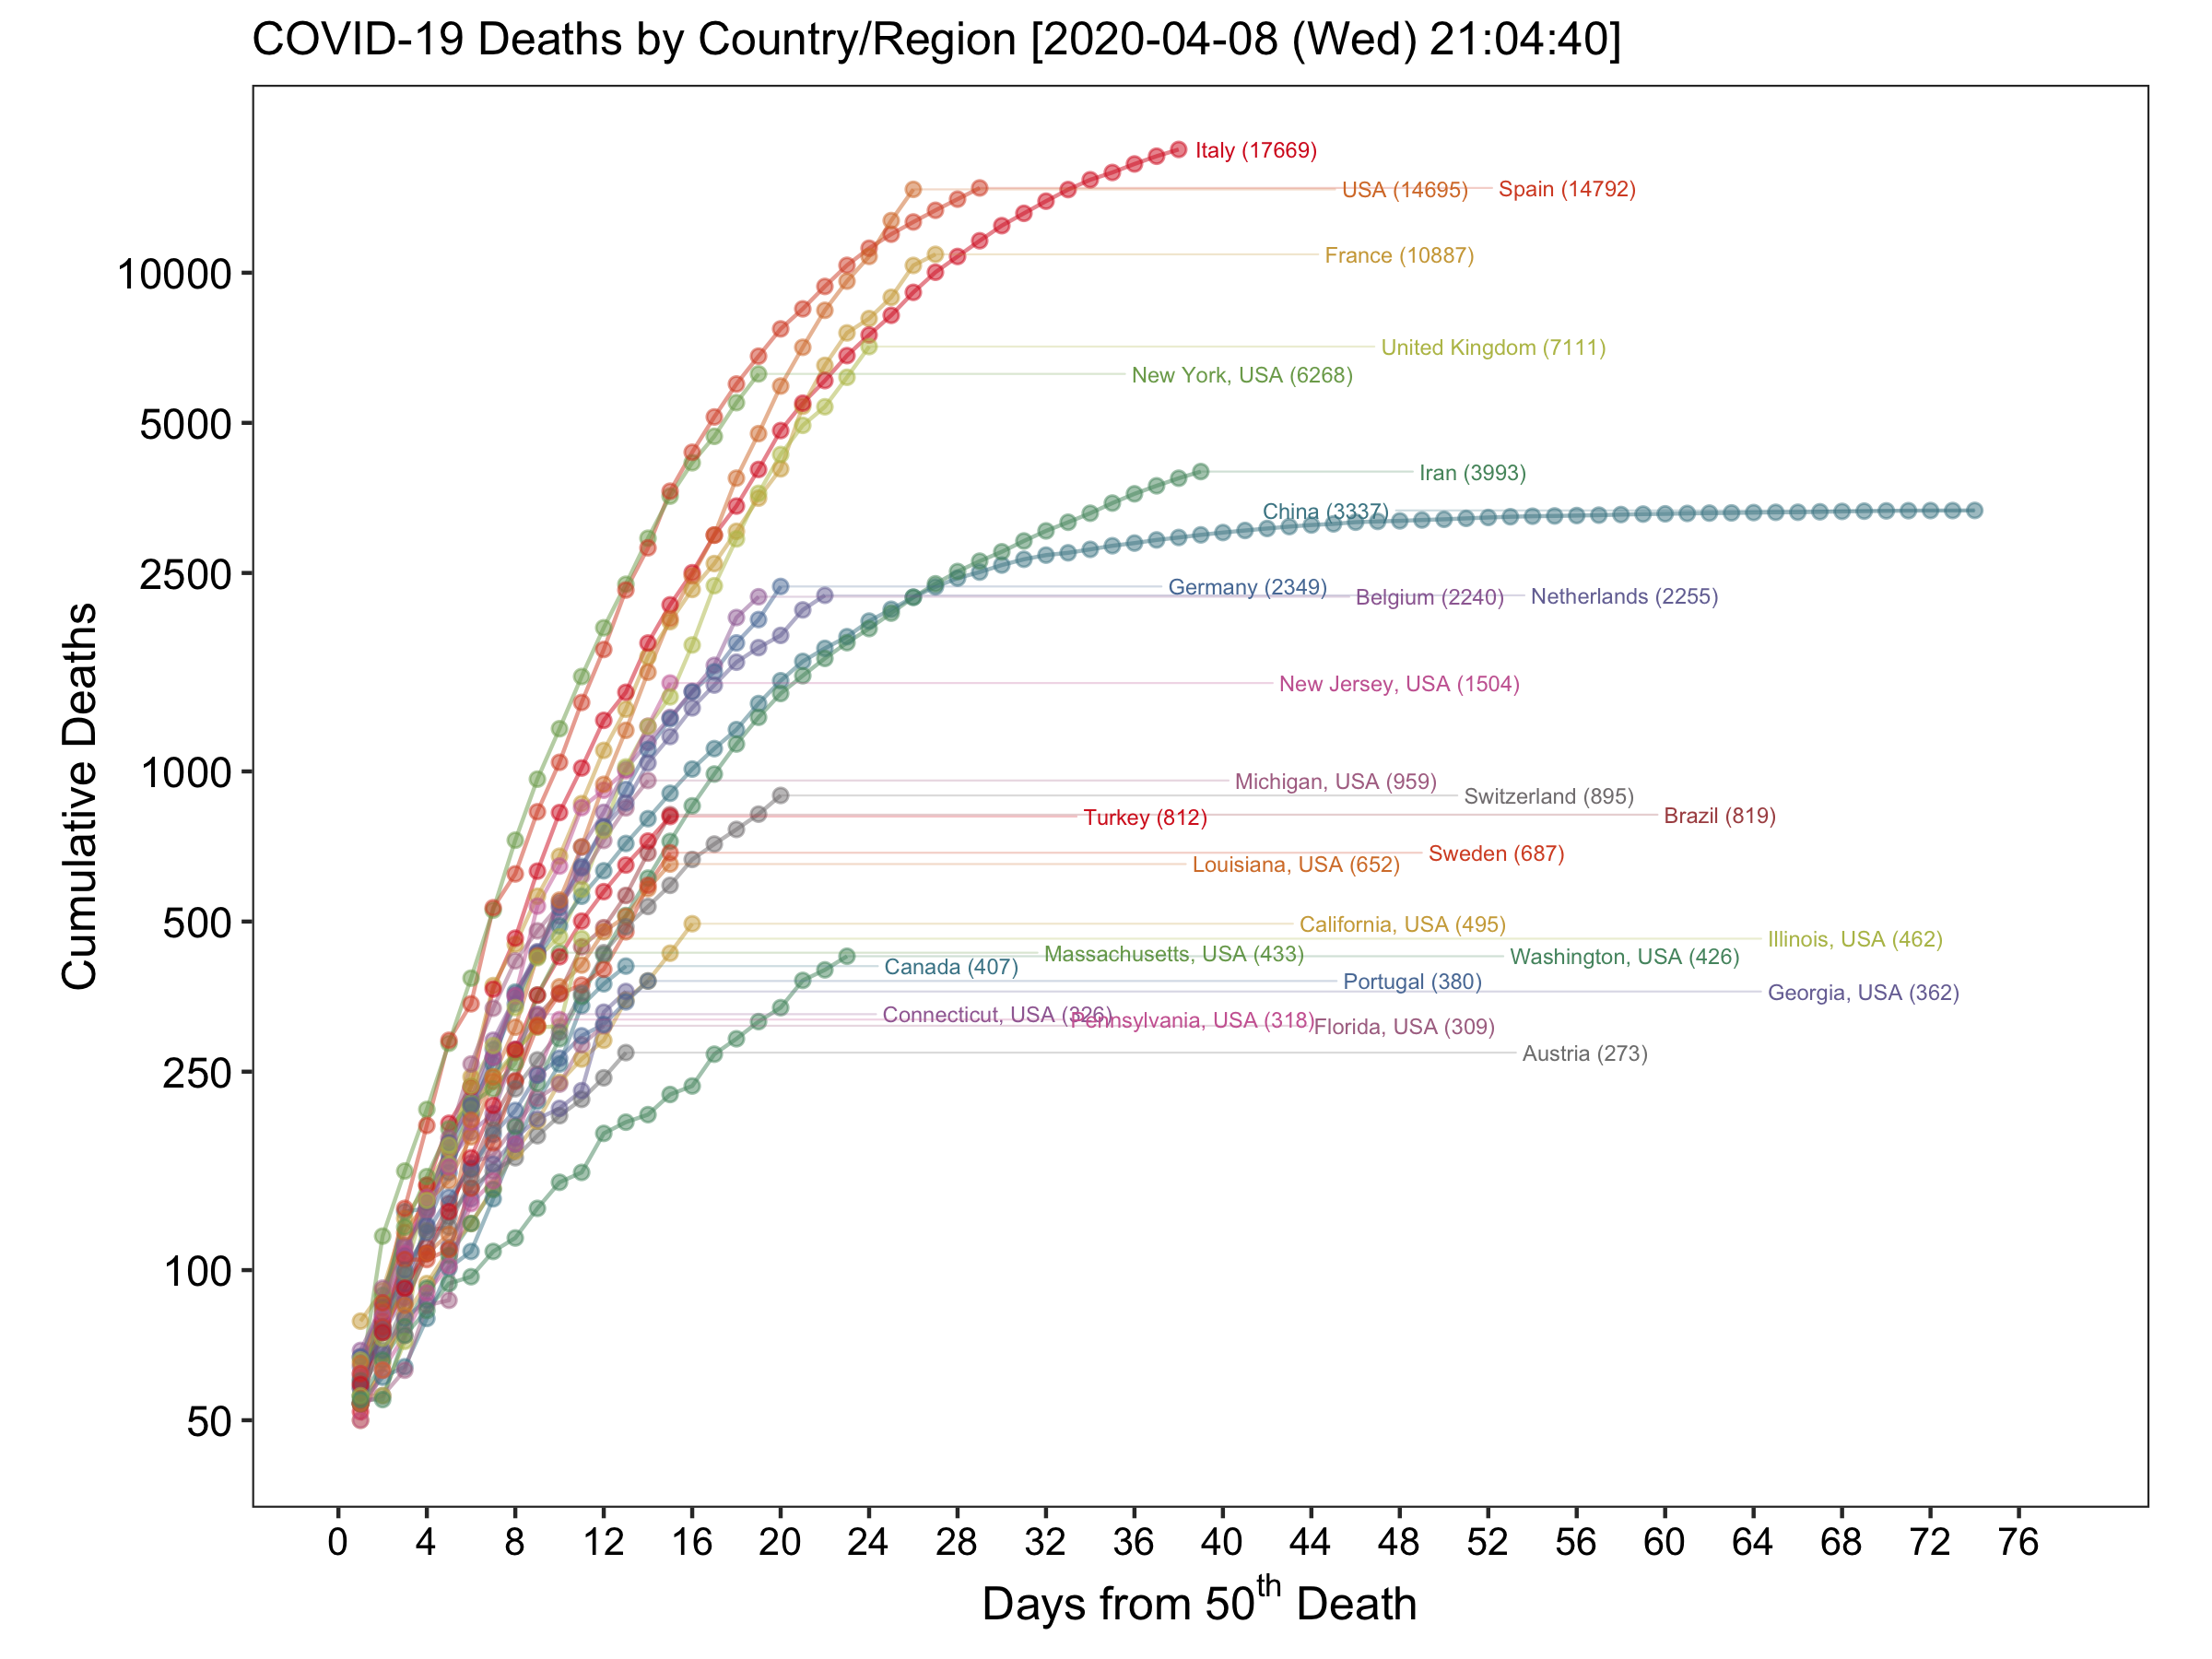 COVID-19 Deaths by Country/Region [2020-04-08 (Wed) 21:04:40]
Italy (17669)
USA (14695)
Spain (14792)
France (10887)
United Kingdom (7111)
New York, USA (6268)
Iran (3993)
China (3337)
Germany (2349)
Belgium (2240)
Netherlands (2255)
New Jersey, USA (1504)
Michigan, USA (959)
Switzerland (895)
Turkey (812)
Brazil (819)
Sweden (687)
Louisiana, USA (652)
California, USA (495)
Illinois, USA (462)
Massachusetts, USA (433)
Washington, USA (426)
Canada (407)
Portugal (380)
Georgia, USA (362)
Connecticut, USA (326)
Pennsylvania, USA (318)
Florida, USA (309)
Austria (273)
Cumulative Deaths
10000
5000
2500
1000
500
250
100
50
0 4 8 12 16 20 24 28 32 36 40 44 48 52 56 60 64 68 72 76
Days from 50th Death